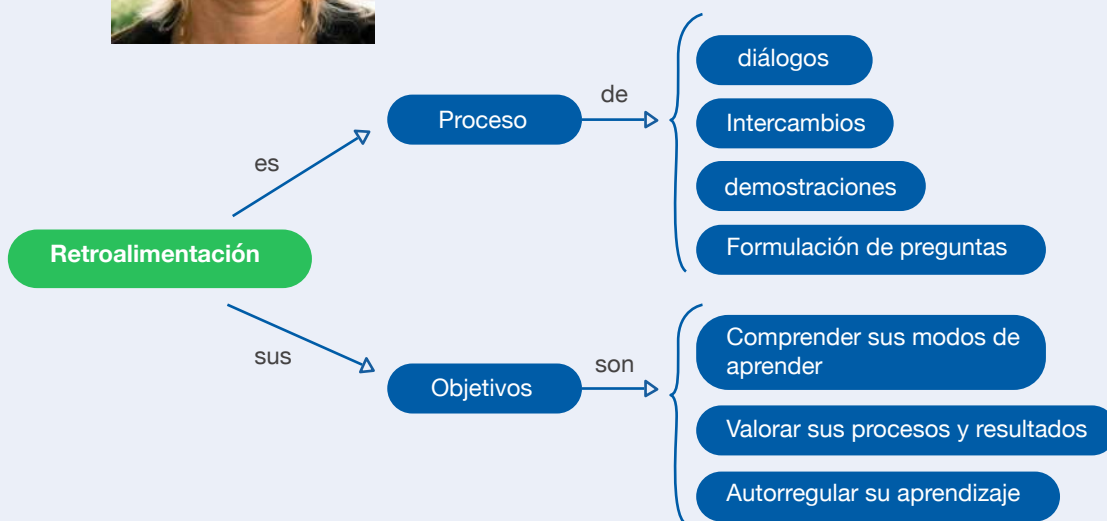 diálogos
de
Proceso
Intercambios
es
demostraciones
Retroalimentación
Formulación de preguntas
Comprender sus modos de
aprender
sus
son
Objetivos
Valorar sus procesos y resultados
Autorregular su aprendizaje